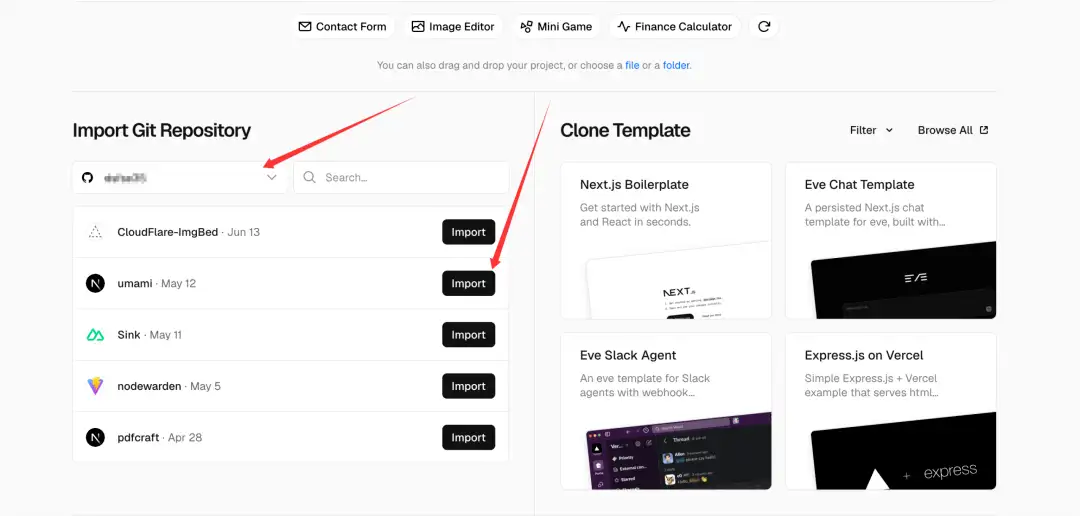 Contact Form
Image Editor
Mini Game
Finance Calculator
You can also drag and drop your project, or choose a file or a folder.
Import Git Repository
Search...
CloudFlare-ImgBed · Jun 13
Import
umami · May 12
Import
Sink · May 11
Import
nodewarden · May 5
Import
pdfcraft · Apr 28
Import
Clone Template
Filter
Browse All
Next.js Boilerplate
Get started with Next.js
and React in seconds.
NEXT.js
Eve Chat Template
A persisted Next.js chat
template for eve, built with...
Eve Slack Agent
An eve template for Slack
agents with webhook...
Thread
Priority
Starred
Express.js on Vercel
Simple Express.js + Vercel
example that serves html...
+ express